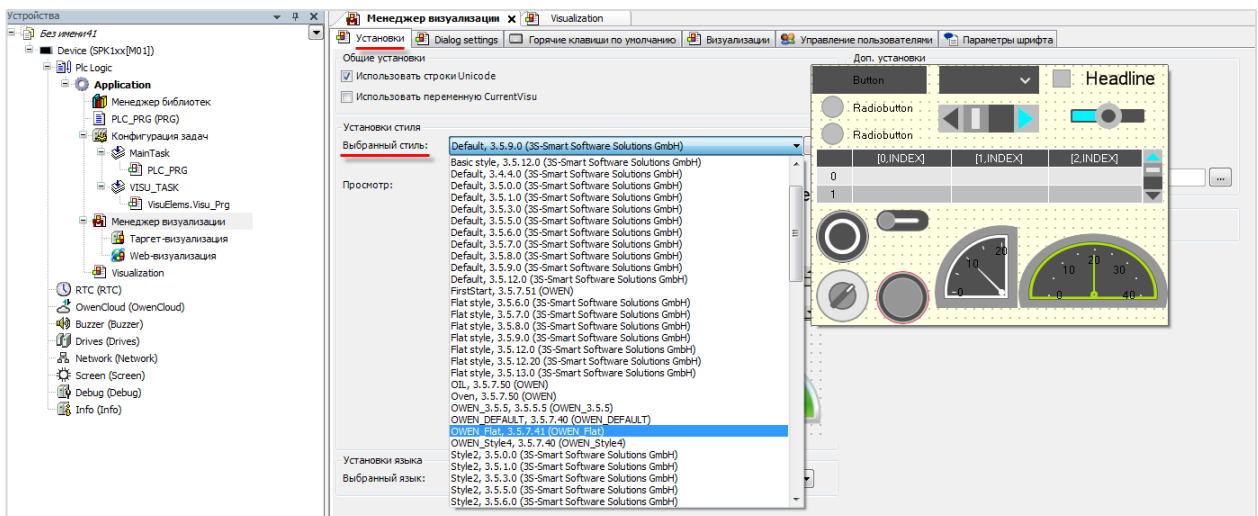 Устройства
Без имени41
Device (SPK1xx[M01])
Plc Logic
Application
Менеджер библиотек
PLC_PRG (PRG)
Конфигурация задач
MainTask
PLC_PRG
VISU_TASK
VisuElems.Visu_Prg
Менеджер визуализации
Таргет-визуализация
Web-визуализация
Visualization
RTC (RTC)
OwenCloud (OwenCloud)
Buzzer (Buzzer)
Drives (Drives)
Network (Network)
Screen (Screen)
Debug (Debug)
Info (Info)
Менеджер визуализации
Visualization
Установки
Dialog settings
Горячие клавиши по умолчанию
Визуализации
Управление пользователями
Параметры шрифта
Общие установки
Использовать строки Unicode
Использовать переменную CurrentVisu
Установки стиля
Выбранный стиль:
Default, 3.5.9.0 (3S-Smart Software Solutions GmbH)
Просмотр:
Basic style, 3.5.12.0 (3S-Smart Software Solutions GmbH)
Default, 3.4.4.0 (3S-Smart Software Solutions GmbH)
Default, 3.5.0.0 (3S-Smart Software Solutions GmbH)
Default, 3.5.1.0 (3S-Smart Software Solutions GmbH)
Default, 3.5.3.0 (3S-Smart Software Solutions GmbH)
Default, 3.5.5.0 (3S-Smart Software Solutions GmbH)
Default, 3.5.6.0 (3S-Smart Software Solutions GmbH)
Default, 3.5.7.0 (3S-Smart Software Solutions GmbH)
Default, 3.5.8.0 (3S-Smart Software Solutions GmbH)
Default, 3.5.9.0 (3S-Smart Software Solutions GmbH)
Default, 3.5.12.0 (3S-Smart Software Solutions GmbH)
FirstStart, 3.5.7.51 (OWEN)
Flat style, 3.5.6.0 (3S-Smart Software Solutions GmbH)
Flat style, 3.5.7.0 (3S-Smart Software Solutions GmbH)
Flat style, 3.5.8.0 (3S-Smart Software Solutions GmbH)
Flat style, 3.5.9.0 (3S-Smart Software Solutions GmbH)
Flat style, 3.5.12.0 (3S-Smart Software Solutions GmbH)
Flat style, 3.5.12.20 (3S-Smart Software Solutions GmbH)
Flat style, 3.5.13.0 (3S-Smart Software Solutions GmbH)
OIL, 3.5.7.50 (OWEN)
Oven, 3.5.7.50 (OWEN)
OWEN_3.5.5, 3.5.5.5 (OWEN_3.5.5)
OWEN_DEFAULT, 3.5.7.40 (OWEN_DEFAULT)
OWEN_Flat, 3.5.7.41 (OWEN_Flat)
OWEN_Style4, 3.5.7.40 (OWEN_Style4)
Style2, 3.5.0.0 (3S-Smart Software Solutions GmbH)
Style2, 3.5.1.0 (3S-Smart Software Solutions GmbH)
Style2, 3.5.3.0 (3S-Smart Software Solutions GmbH)
Style2, 3.5.5.0 (3S-Smart Software Solutions GmbH)
Style2, 3.5.6.0 (3S-Smart Software Solutions GmbH)
Установки языка
Выбранный язык:
Доп. установки
Button
Headline
Radiobutton
Radiobutton
[0,INDEX] [1,INDEX] [2,INDEX]
0
1
0 10 20
0 10 20 30 40
...